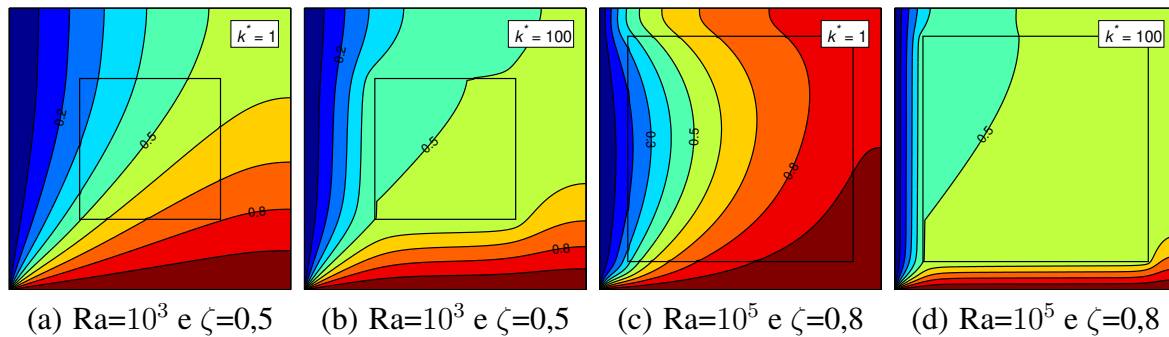 k* = 1
0.2
0.5
0.8
k* = 100
0.2
0.5
0.8
k* = 1
0.3
0.5
0.8
k* = 100
0.5
(a) Ra=10³ e ζ=0,5
(b) Ra=10³ e ζ=0,5
(c) Ra=10⁵ e ζ=0,8
(d) Ra=10⁵ e ζ=0,8